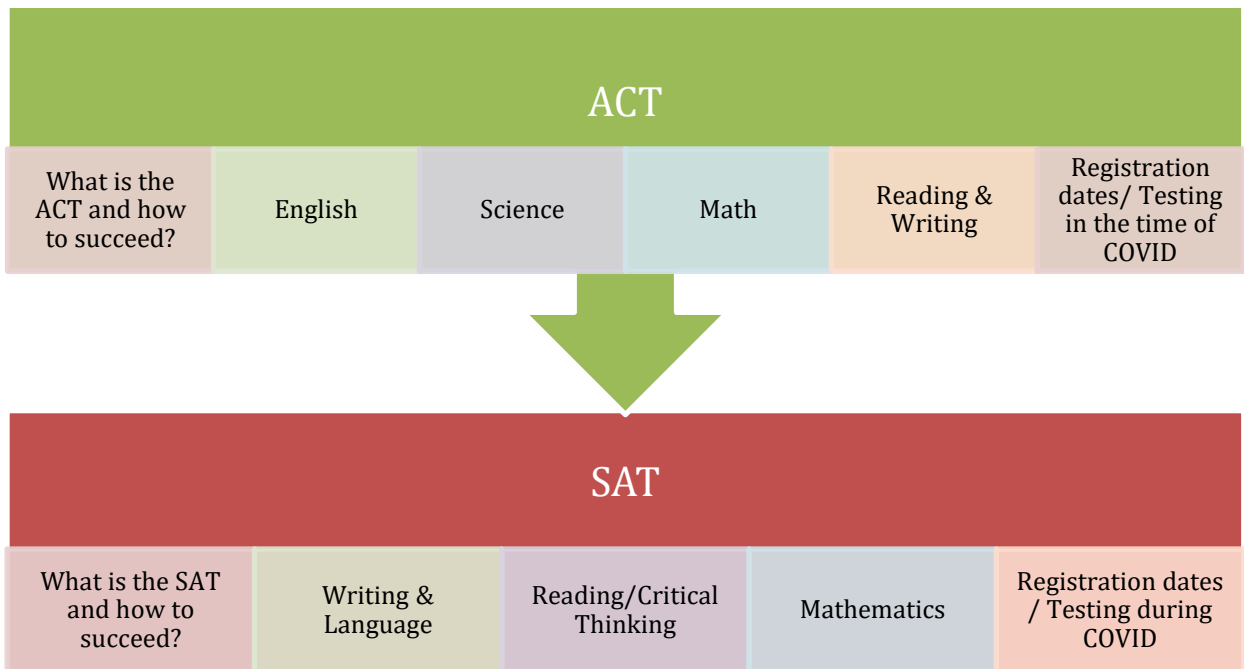 ACT
What is the
ACT and how
to succeed?
English
Science
Math
Reading &
Writing
Registration
dates/ Testing
in the time of
COVID
SAT
What is the SAT
and how to
succeed?
Writing &
Language
Reading/Critical
Thinking
Mathematics
Registration dates
/ Testing during
COVID